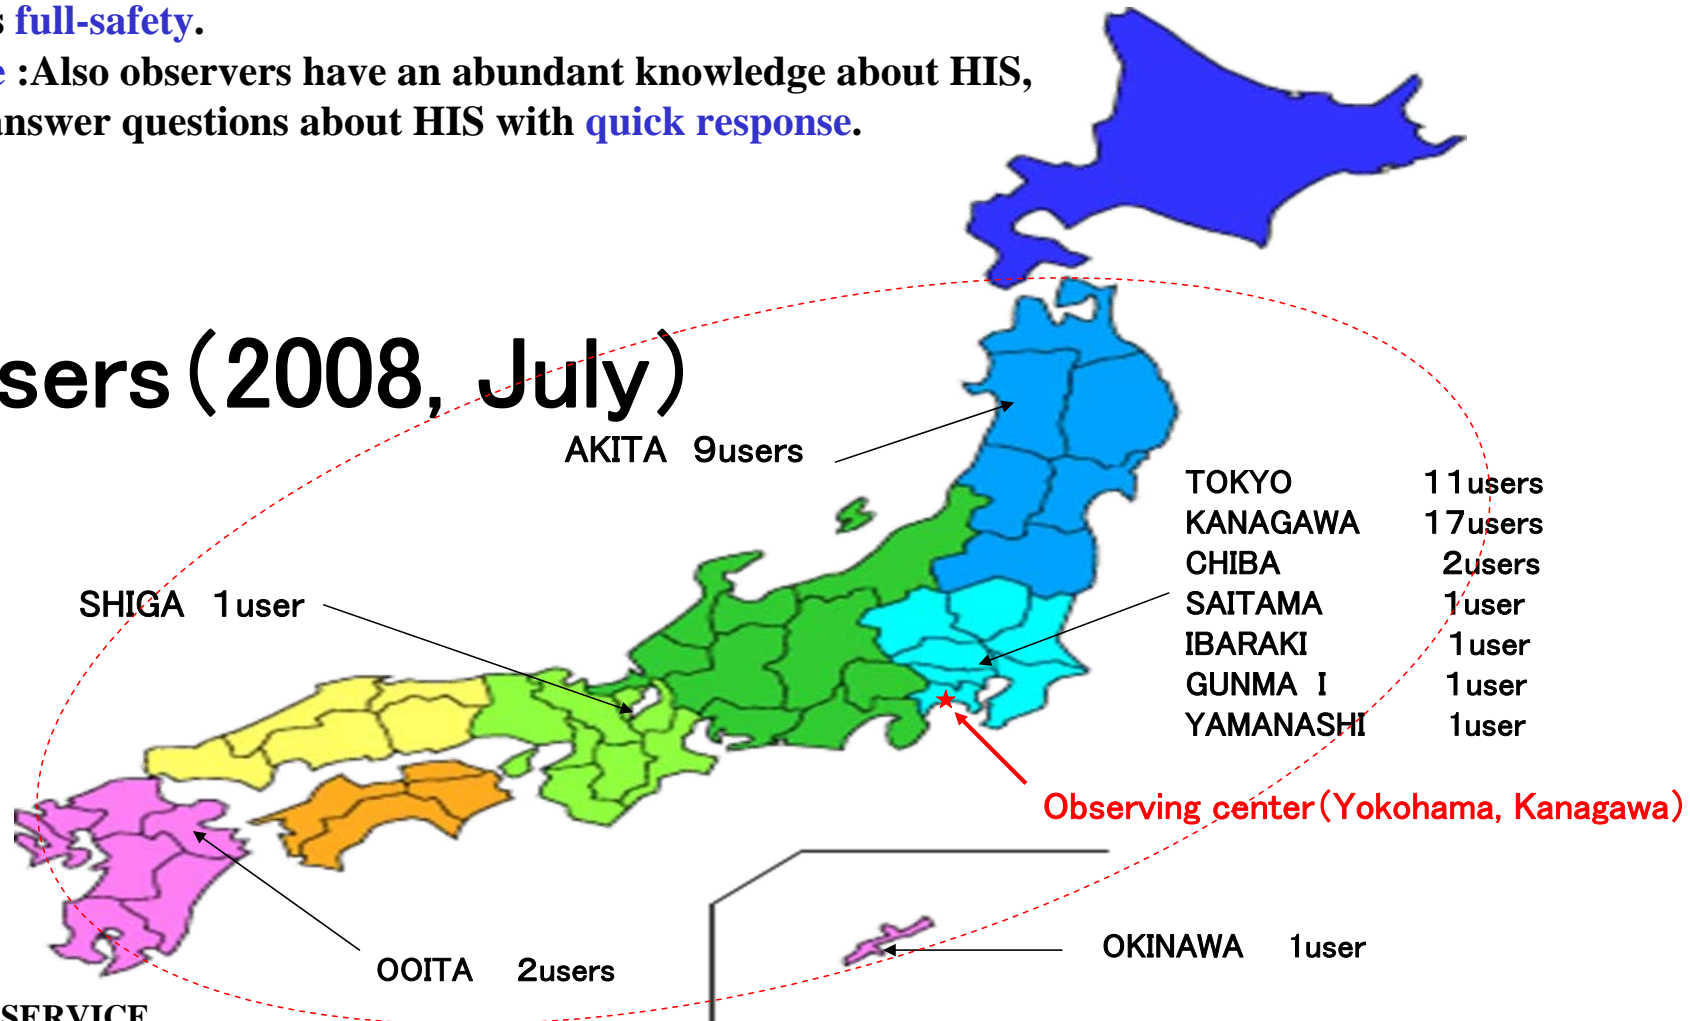 s full-safety.
e :Also observers have an abundant knowledge about HIS,
answer questions about HIS with quick response.
sers（2008, July）
AKITA 9users
TOKYO 11users
KANAGAWA 17users
CHIBA 2users
SAITAMA 1user
IBARAKI 1user
GUNMA I 1user
YAMANASHI 1user
SHIGA 1user
Observing center（Yokohama, Kanagawa）
OKINAWA 1user
OOITA 2users
SERVICE